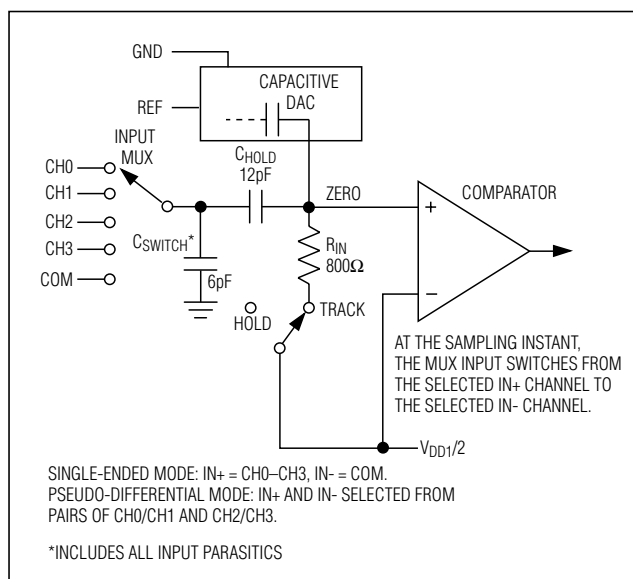 GND
CAPACITIVE
DAC
REF
INPUT
MUX
CHOLD
12pF
CH0
ZERO
COMPARATOR
CH1
+
CH2
CSWITCH*
RIN
800Ω
CH3
6pF
−
COM
TRACK
HOLD
AT THE SAMPLING INSTANT,
THE MUX INPUT SWITCHES FROM
THE SELECTED IN+ CHANNEL TO
THE SELECTED IN- CHANNEL.
VDD1/2
SINGLE-ENDED MODE: IN+ = CH0–CH3, IN- = COM.
PSEUDO-DIFFERENTIAL MODE: IN+ AND IN- SELECTED FROM
PAIRS OF CH0/CH1 AND CH2/CH3.
*INCLUDES ALL INPUT PARASITICS